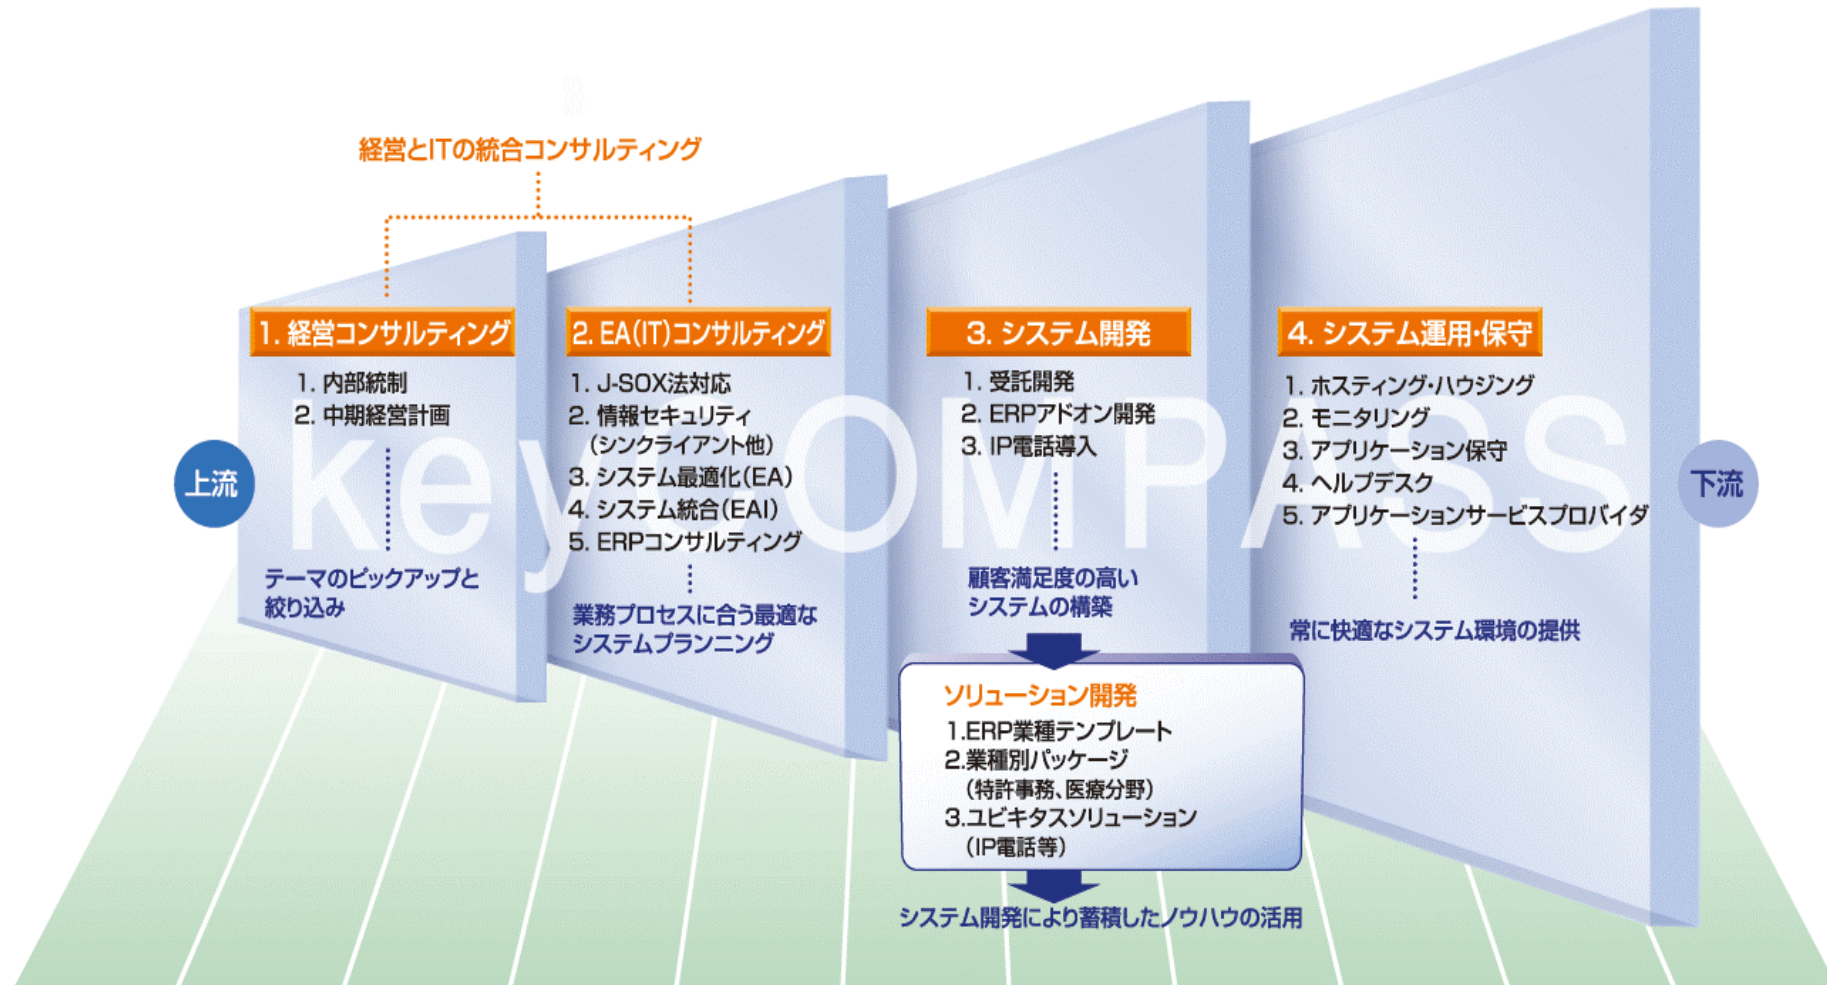 経営とITの統合コンサルティング
1. 経営コンサルティング
1. 内部統制
2. 中期経営計画
テーマのピックアップと
絞り込み
2. EA(IT)コンサルティング
1. J-SOX法対応
2. 情報セキュリティ
(シンクライアント他)
3. システム最適化(EA)
4. システム統合(EAI)
5. ERPコンサルティング
業務プロセスに合う最適な
システムプランニング
3. システム開発
1. 受託開発
2. ERPアドオン開発
3. IP電話導入
顧客満足度の高い
システムの構築
ソリューション開発
1.ERP業種テンプレート
2.業種別パッケージ
(特許事務、医療分野)
3.ユビキタスソリューション
(IP電話等)
システム開発により蓄積したノウハウの活用
4. システム運用・保守
1. ホスティング・ハウジング
2. モニタリング
3. アプリケーション保守
4. ヘルプデスク
5. アプリケーションサービスプロバイダ
常に快適なシステム環境の提供
上流
keyCOMPASS
下流